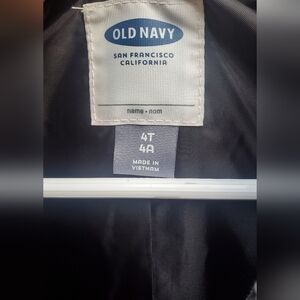 OLD NAVY
SAN FRANCISCO
CALIFORNIA
name • nom
4T
4A
MADE IN
VIETNAM